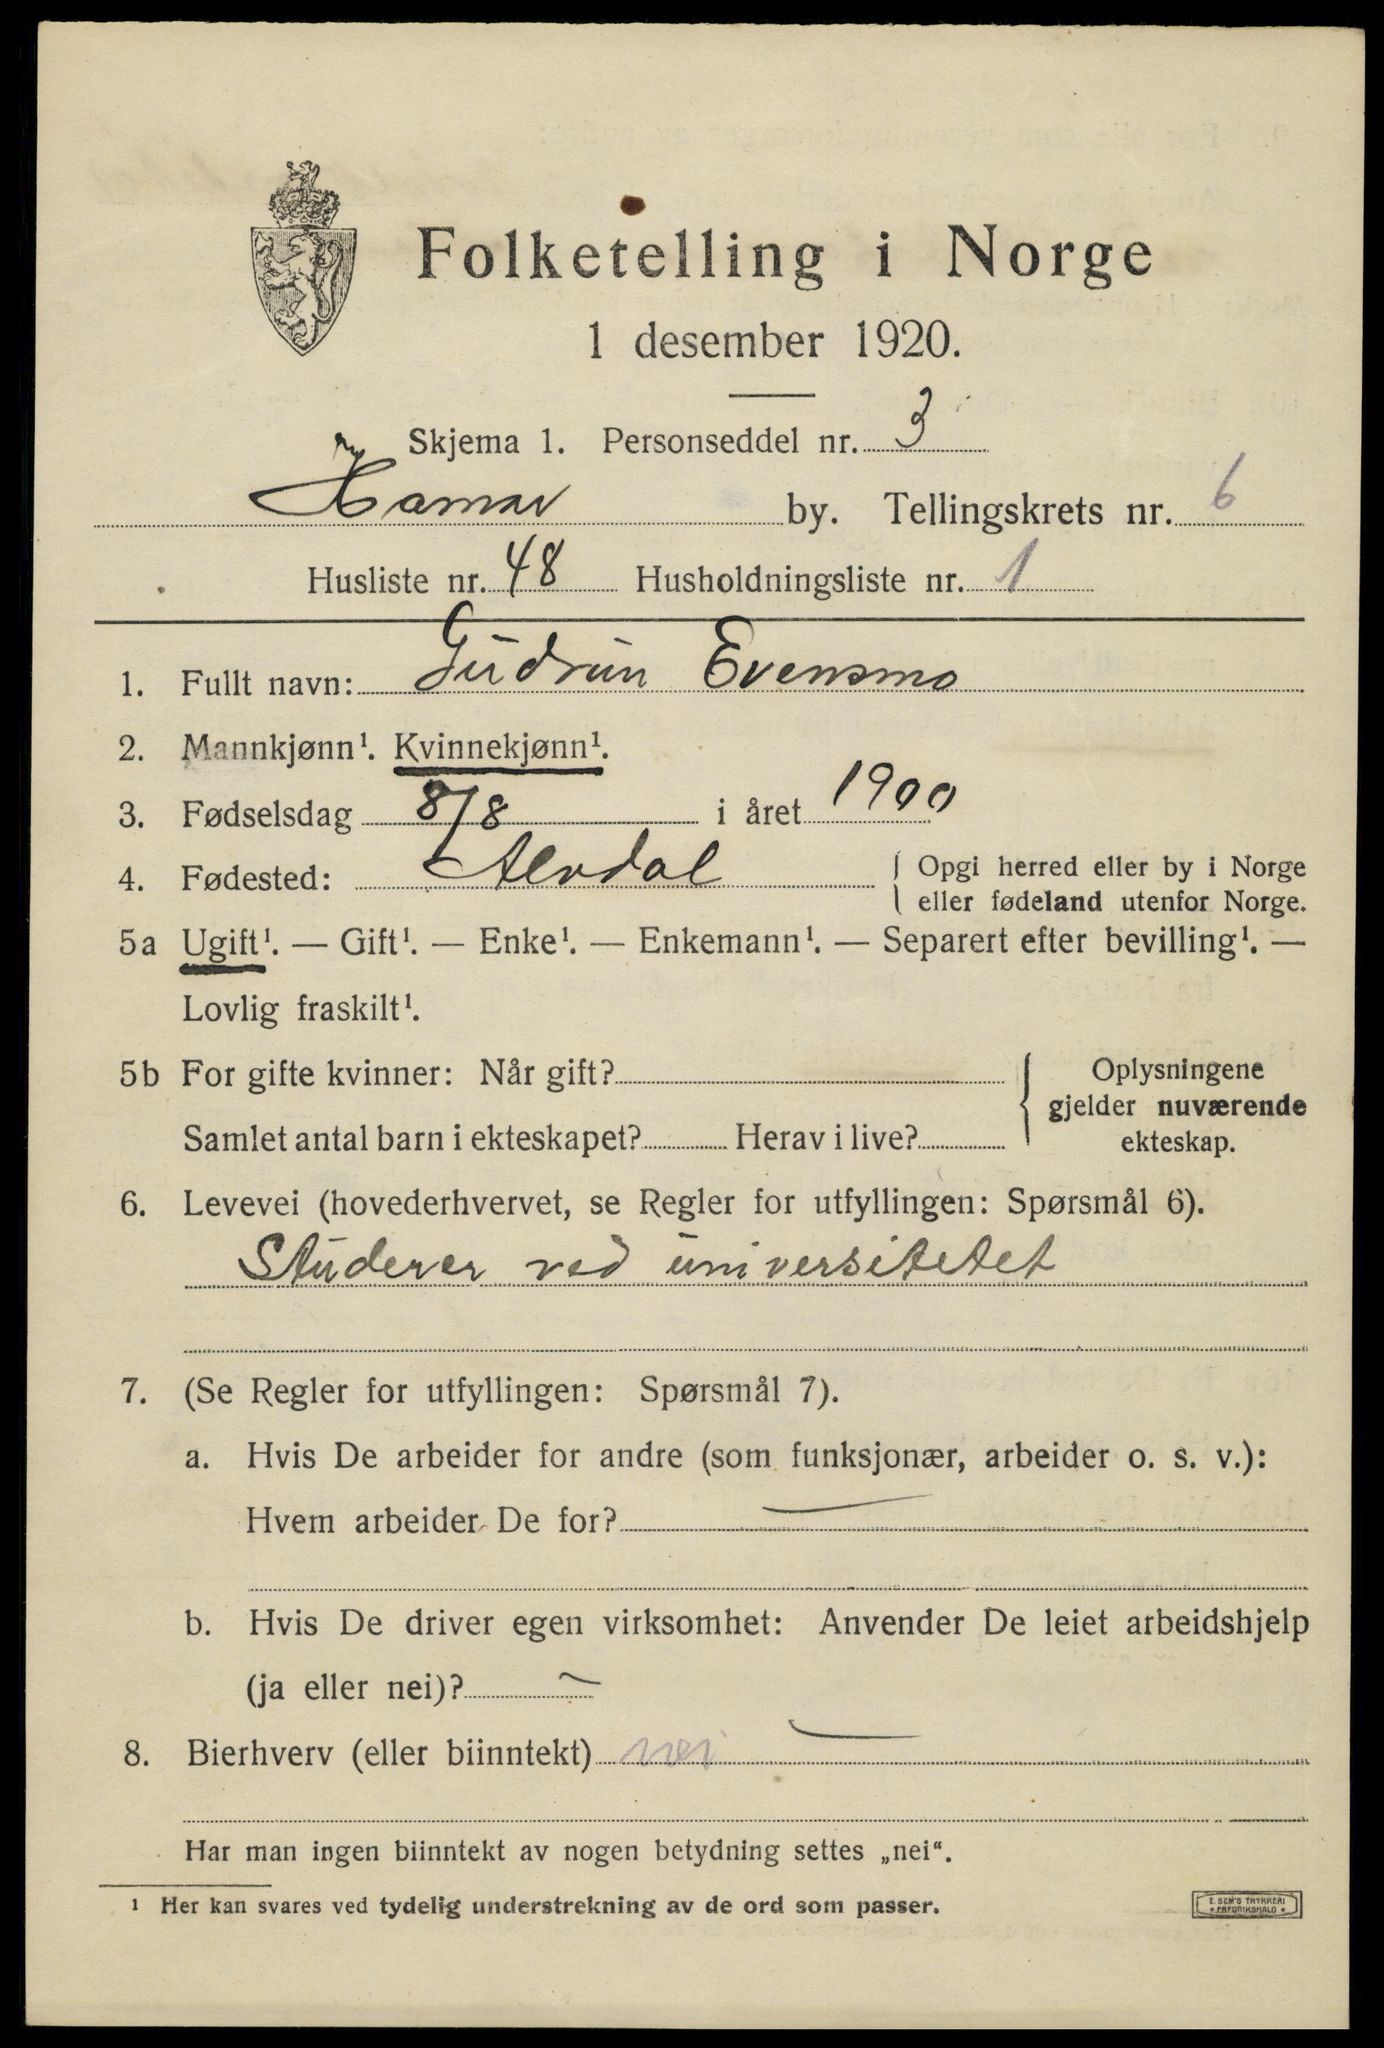 Folketelling i Norge
1 desember 1920.
Skjema 1. Personseddel nr. 3
Hamar by. Tellingskrets nr. 6
Husliste nr. 48 Husholdningsliste nr. 1
1. Fullt navn: Gudrun Evensmo
2. Mannkjønn¹. Kvinnekjønn¹.
3. Fødselsdag 8/8 i året 1900
4. Fødested: Alvdal { Opgi herred eller by i Norge
eller fødeland utenfor Norge.
5a Ugift¹. — Gift¹. — Enke¹. — Enkemann¹. — Separert efter bevilling¹. —
Lovlig fraskilt¹.
5b For gifte kvinner: Når gift? Oplysningene
gjelder nuværende
Samlet antal barn i ekteskapet? Herav i live? ekteskap.
6. Levevei (hovederhvervet, se Regler for utfyllingen: Spørsmål 6).
Studerer ved universitetet
7. (Se Regler for utfyllingen: Spørsmål 7).
a. Hvis De arbeider for andre (som funksjonær, arbeider o. s. v.):
Hvem arbeider De for? —
b. Hvis De driver egen virksomhet: Anvender De leiet arbeidshjelp
(ja eller nei)? —
8. Bierhverv (eller biinntekt) nei —
Har man ingen biinntekt av nogen betydning settes „nei“.
¹ Her kan svares ved tydelig understrekning av de ord som passer.
E. SEM'S TRYKKERI
FREDRIKSHALD